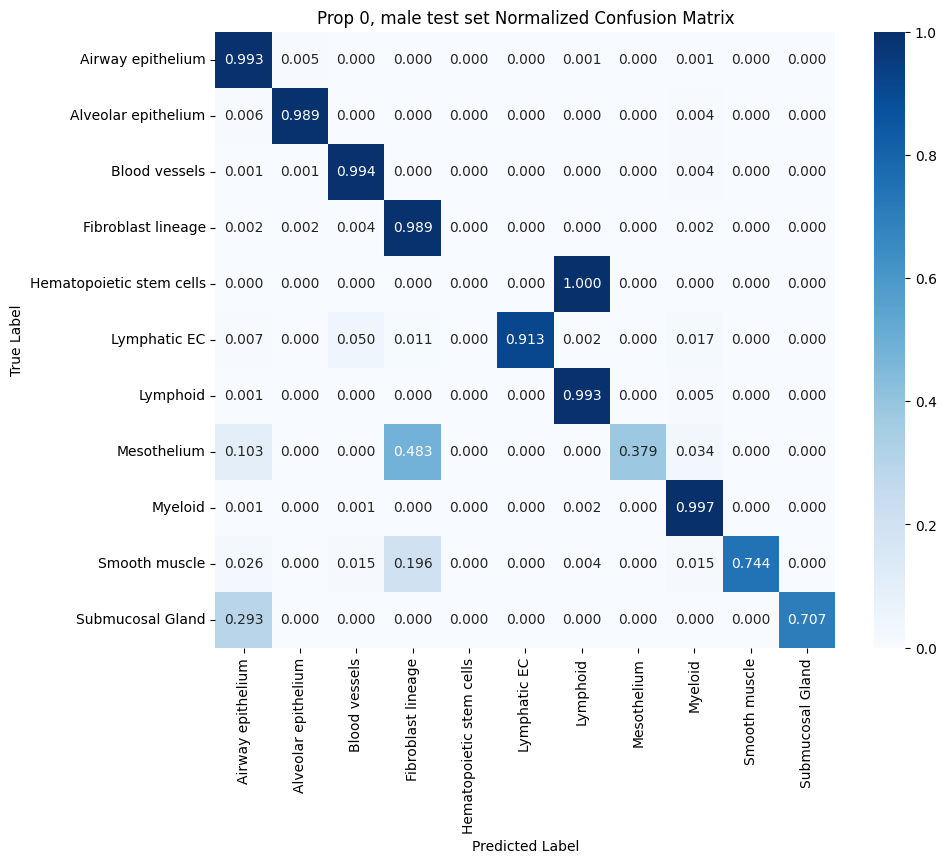 Prop 0, male test set Normalized Confusion Matrix
True Label
Airway epithelium 0.993 0.005 0.000 0.000 0.000 0.000 0.001 0.000 0.001 0.000 0.000
Alveolar epithelium 0.006 0.989 0.000 0.000 0.000 0.000 0.000 0.000 0.004 0.000 0.000
Blood vessels 0.001 0.001 0.994 0.000 0.000 0.000 0.000 0.000 0.004 0.000 0.000
Fibroblast lineage 0.002 0.002 0.004 0.989 0.000 0.000 0.000 0.000 0.002 0.000 0.000
Hematopoietic stem cells 0.000 0.000 0.000 0.000 0.000 0.000 1.000 0.000 0.000 0.000 0.000
Lymphatic EC 0.007 0.000 0.050 0.011 0.000 0.913 0.002 0.000 0.017 0.000 0.000
Lymphoid 0.001 0.000 0.000 0.000 0.000 0.000 0.993 0.000 0.005 0.000 0.000
Mesothelium 0.103 0.000 0.000 0.483 0.000 0.000 0.000 0.379 0.034 0.000 0.000
Myeloid 0.001 0.000 0.001 0.000 0.000 0.000 0.002 0.000 0.997 0.000 0.000
Smooth muscle 0.026 0.000 0.015 0.196 0.000 0.000 0.004 0.000 0.015 0.744 0.000
Submucosal Gland 0.293 0.000 0.000 0.000 0.000 0.000 0.000 0.000 0.000 0.000 0.707
Airway epithelium
Alveolar epithelium
Blood vessels
Fibroblast lineage
Hematopoietic stem cells
Lymphatic EC
Lymphoid
Mesothelium
Myeloid
Smooth muscle
Submucosal Gland
Predicted Label
1.0
0.8
0.6
0.4
0.2
0.0